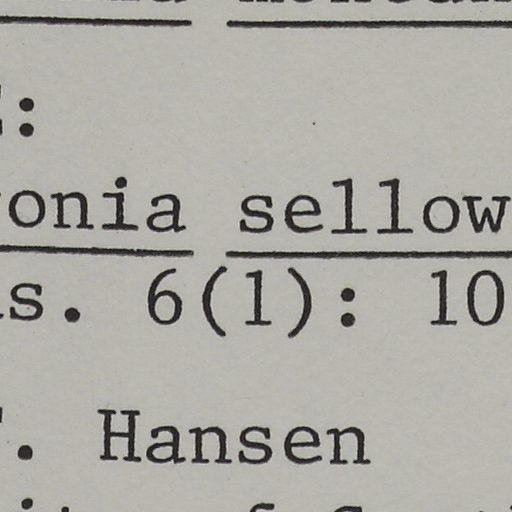 :
onia sellow
s. 6(1): 10
. Hansen